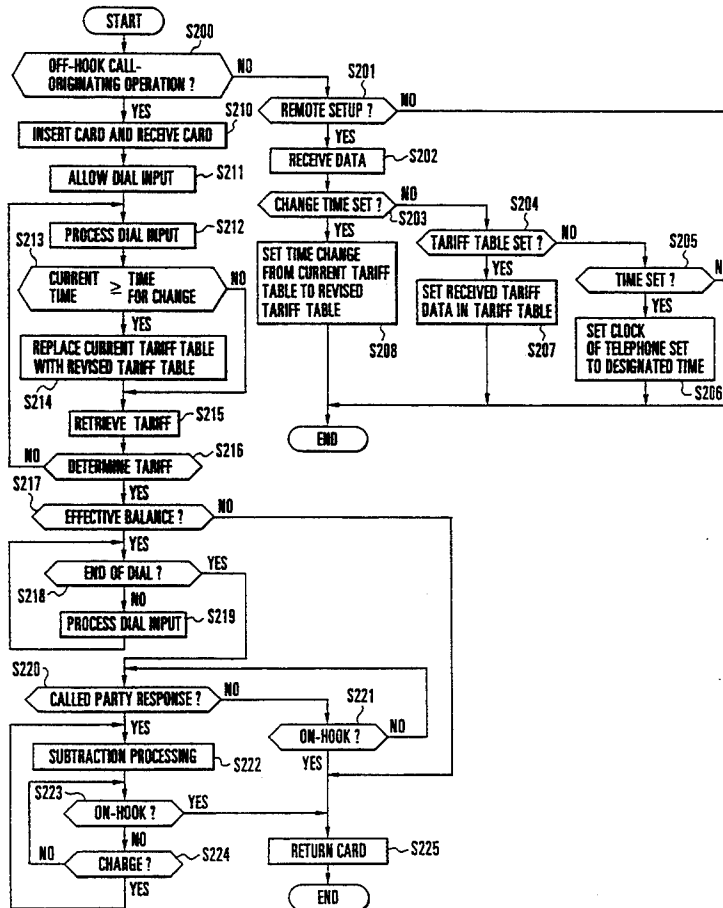 START
S200
OFF-HOOK CALL-
ORIGINATING OPERATION ?
NO
YES
S201
REMOTE SETUP ?
NO
YES
S210
INSERT CARD AND RECEIVE CARD
RECEIVE DATA
S202
S211
ALLOW DIAL INPUT
CHANGE TIME SET ?
NO
S203
YES
S204
TARIFF TABLE SET ?
NO
YES
S205
TIME SET ?
NO
YES
S212
PROCESS DIAL INPUT
S213
CURRENT TIME
TIME ≥ FOR CHANGE
NO
YES
SET TIME CHANGE
FROM CURRENT TARIFF
TABLE TO REVISED
TARIFF TABLE
S208
SET RECEIVED TARIFF
DATA IN TARIFF TABLE
S207
SET CLOCK
OF TELEPHONE SET
TO DESIGNATED TIME
S206
REPLACE CURRENT TARIFF TABLE
WITH REVISED TARIFF TABLE
S214
END
RETRIEVE TARIFF
S215
NO
S216
DETERMINE TARIFF
YES
S217
EFFECTIVE BALANCE ?
NO
YES
END OF DIAL ?
YES
S218
NO
PROCESS DIAL INPUT
S219
S220
CALLED PARTY RESPONSE ?
NO
YES
S221
ON-HOOK ?
NO
YES
SUBTRACTION PROCESSING
S222
S223
ON-HOOK ?
YES
NO
NO
CHARGE ?
S224
YES
RETURN CARD
S225
END